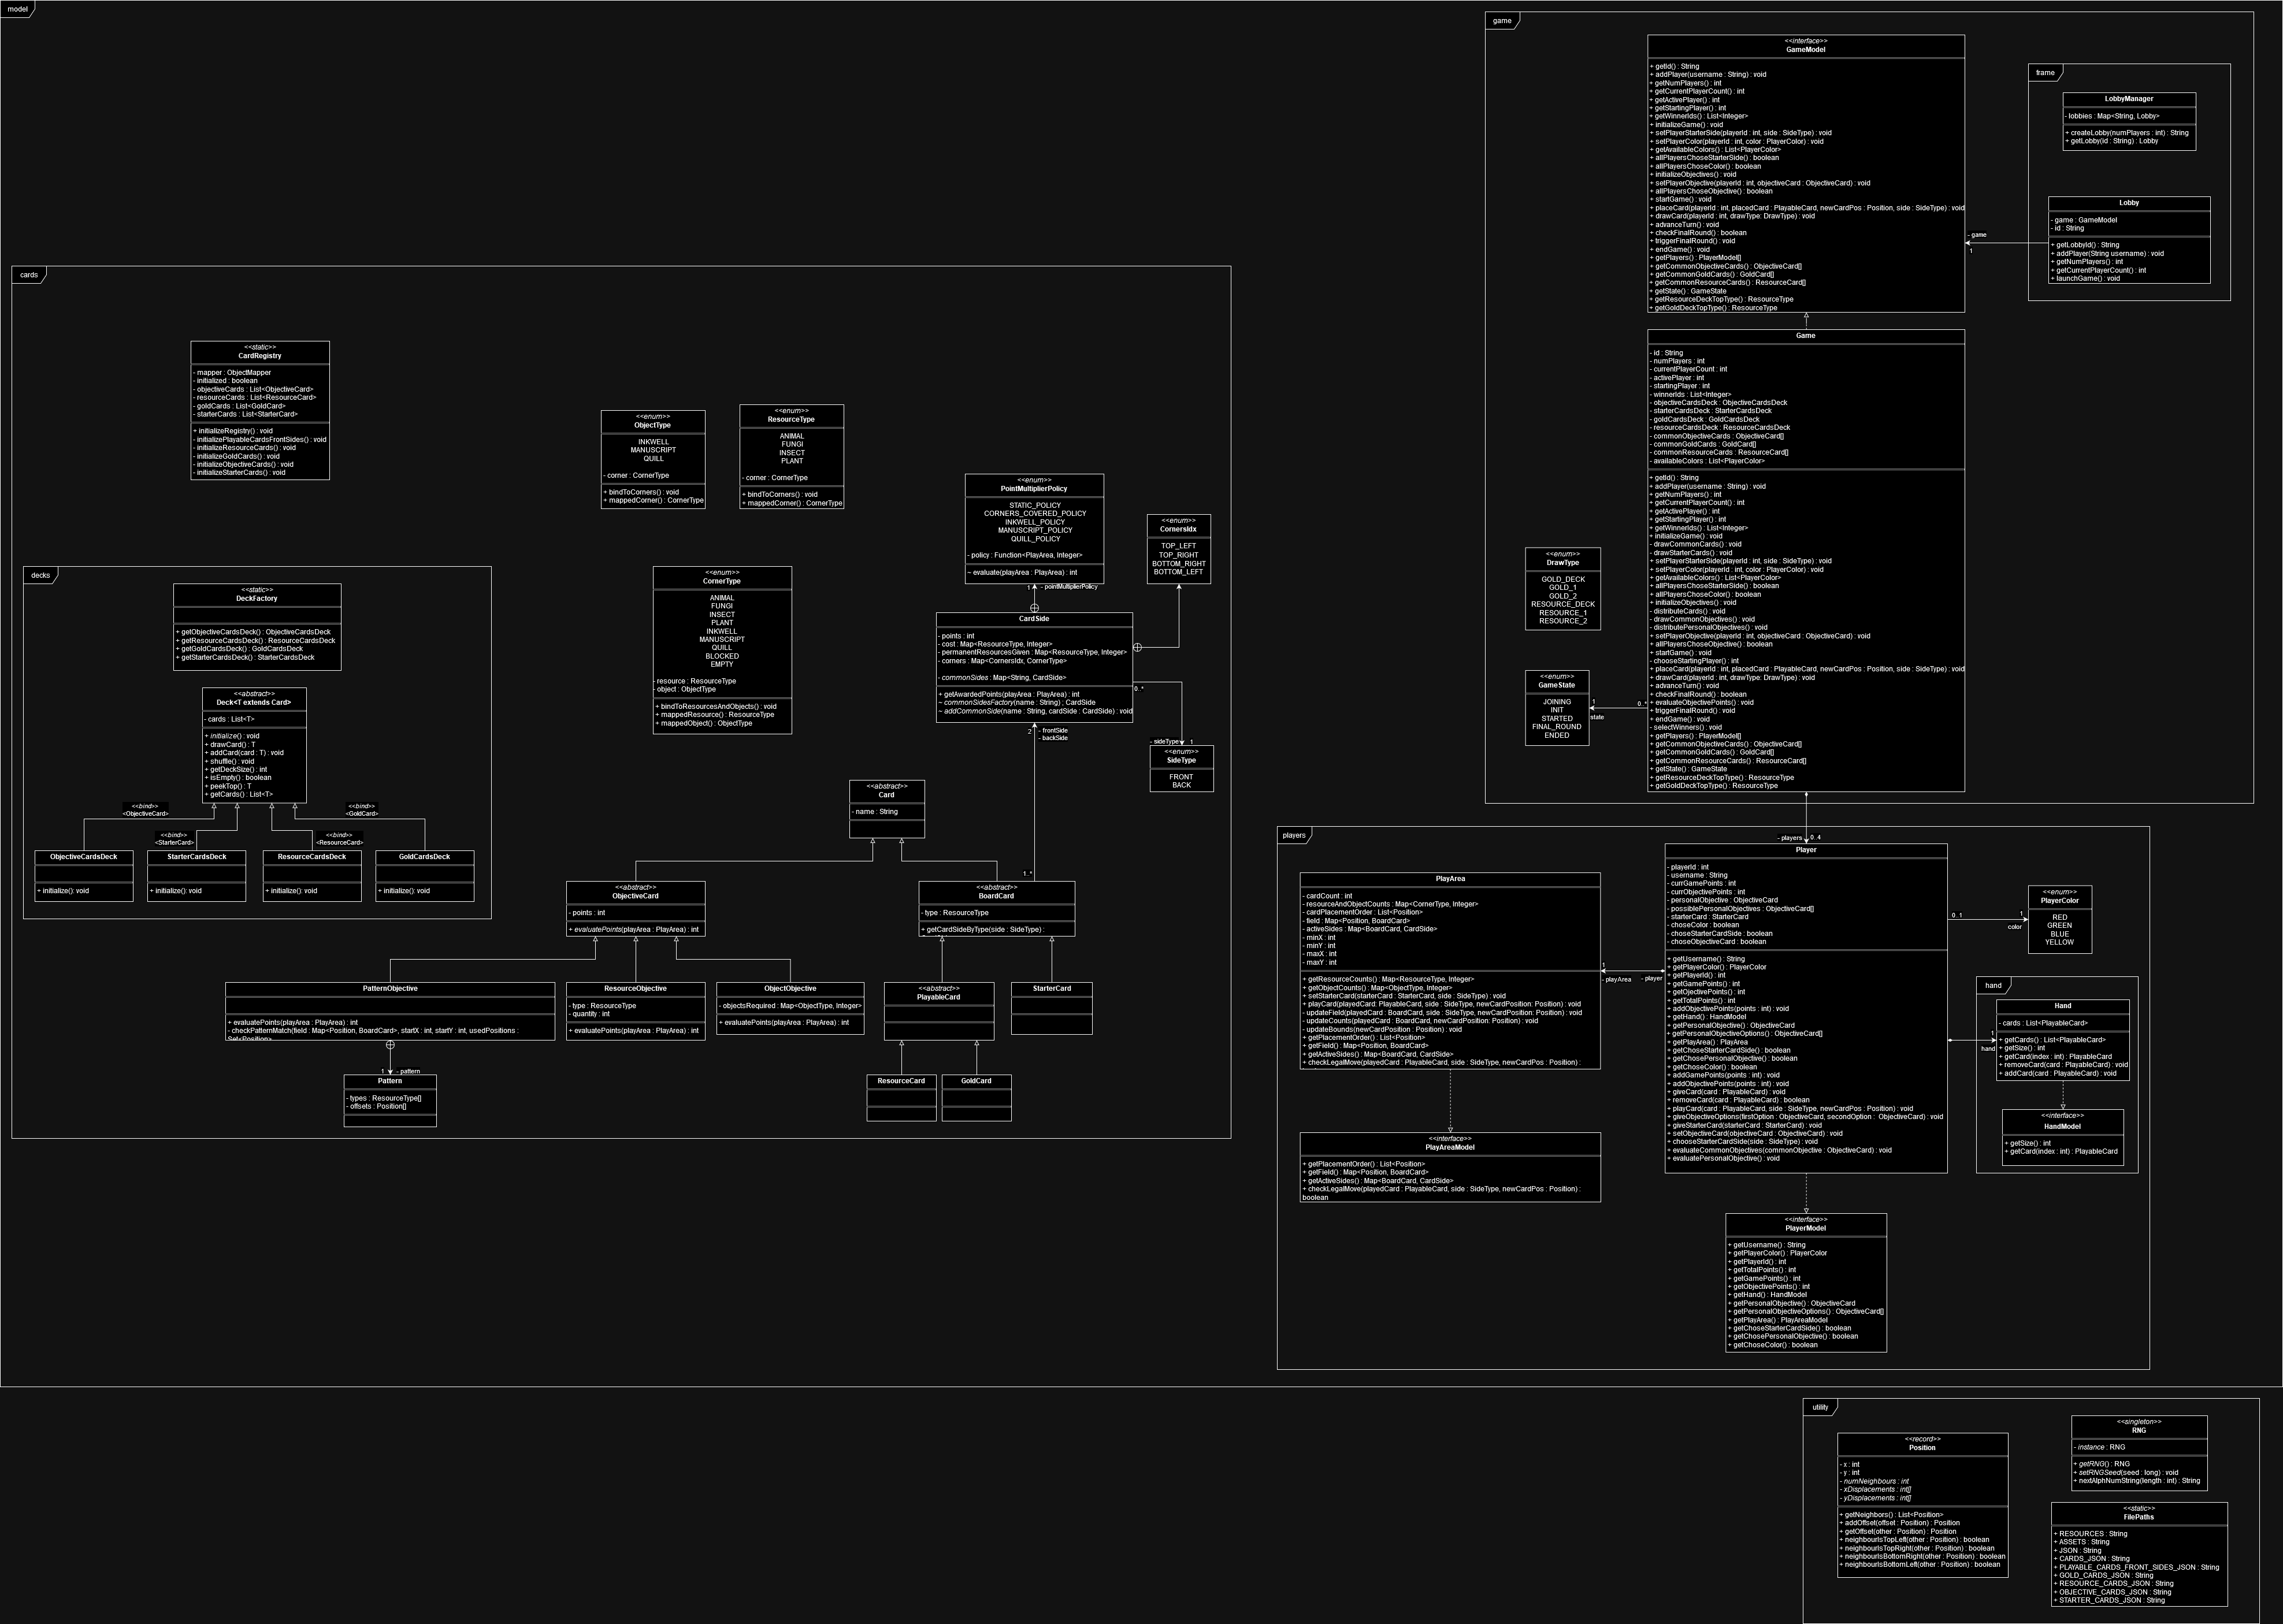 model
cards
<<static>>
CardRegistry
- mapper : ObjectMapper
- initialized : boolean
- objectiveCards : List<ObjectiveCard>
- resourceCards : List<ResourceCard>
- goldCards : List<GoldCard>
- starterCards : List<StarterCard>
+ initializeRegistry() : void
- initializePlayableCardsFrontSides() : void
- initializeResourceCards() : void
- initializeGoldCards() : void
- initializeObjectiveCards() : void
- initializeStarterCards() : void
<<enum>>
ObjectType
INKWELL
MANUSCRIPT
QUILL
- corner : CornerType
+ bindToCorners() : void
+ mappedCorner() : CornerType
<<enum>>
ResourceType
ANIMAL
FUNGI
INSECT
PLANT
- corner : CornerType
+ bindToCorners() : void
+ mappedCorner() : CornerType
<<enum>>
PointMultiplierPolicy
STATIC_POLICY
CORNERS_COVERED_POLICY
INKWELL_POLICY
MANUSCRIPT_POLICY
QUILL_POLICY
- policy : Function<PlayArea, Integer>
~ evaluate(playArea : PlayArea) : int
<<enum>>
CornersIdx
TOP_LEFT
TOP_RIGHT
BOTTOM_RIGHT
BOTTOM_LEFT
1
- pointMultiplierPolicy
<<enum>>
CornerType
ANIMAL
FUNGI
INSECT
PLANT
INKWELL
MANUSCRIPT
QUILL
BLOCKED
EMPTY
- resource : ResourceType
- object : ObjectType
+ bindToResourcesAndObjects() : void
+ mappedResource() : ResourceType
+ mappedObject() : ObjectType
CardSide
- points : int
- cost : Map<ResourceType, Integer>
- permanentResourcesGiven : Map<ResourceType, Integer>
- corners : Map<CornersIdx, CornerType>
- commonSides : Map<String, CardSide>
+ getAwardedPoints(playArea : PlayArea) : int
~ commonSidesFactory(name : String) ; CardSide
~ addCommonSide(name : String, cardSide : CardSide) : void
0..*
- sideType
1
<<enum>>
SideType
FRONT
BACK
2
- frontSide
- backSide
1..*
decks
<<static>>
DeckFactory
+ getObjectiveCardsDeck() : ObjectiveCardsDeck
+ getResourceCardsDeck() : ResourceCardsDeck
+ getGoldCardsDeck() : GoldCardsDeck
+ getStarterCardsDeck() : StarterCardsDeck
<<abstract>>
Deck<T extends Card>
- cards : List<T>
+ initialize() : void
+ drawCard() : T
+ addCard(card : T) : void
+ shuffle() : void
+ getDeckSize() : int
+ isEmpty() : boolean
+ peekTop() : T
+ getCards() : List<T>
<<bind>>
<ObjectiveCard>
<<bind>>
<StarterCard>
<<bind>>
<ResourceCard>
<<bind>>
<GoldCard>
ObjectiveCardsDeck
+ initialize(): void
StarterCardsDeck
+ initialize(): void
ResourceCardsDeck
+ initialize(): void
GoldCardsDeck
+ initialize(): void
<<abstract>>
Card
- name : String
<<abstract>>
ObjectiveCard
- points : int
+ evaluatePoints(playArea : PlayArea) : int
<<abstract>>
BoardCard
- type : ResourceType
+ getCardSideByType(side : SideType) :
PatternObjective
+ evaluatePoints(playArea : PlayArea) : int
- checkPatternMatch(field : Map<Position, BoardCard>, startX : int, startY : int, usedPositions :
Set<Position>
ResourceObjective
- type : ResourceType
- quantity : int
+ evaluatePoints(playArea : PlayArea) : int
ObjectObjective
- objectsRequired : Map<ObjectType, Integer>
+ evaluatePoints(playArea : PlayArea) : int
<<abstract>>
PlayableCard
StarterCard
1
- pattern
Pattern
- types : ResourceType[]
- offsets : Position[]
ResourceCard
GoldCard
game
<<interface>>
GameModel
+ getId() : String
+ addPlayer(username : String) : void
+ getNumPlayers() : int
+ getCurrentPlayerCount() : int
+ getActivePlayer() : int
+ getStartingPlayer() : int
+ getWinnerIds() : List<Integer>
+ initializeGame() : void
+ setPlayerStarterSide(playerId : int, side : SideType) : void
+ setPlayerColor(playerId : int, color : PlayerColor) : void
+ getAvailableColors() : List<PlayerColor>
+ allPlayersChoseStarterSide() : boolean
+ allPlayersChoseColor() : boolean
+ initializeObjectives() : void
+ setPlayerObjective(playerId : int, objectiveCard : ObjectiveCard) : void
+ allPlayersChoseObjective() : boolean
+ startGame() : void
+ placeCard(playerId : int, placedCard : PlayableCard, newCardPos : Position, side : SideType) : void
+ drawCard(playerId : int, drawType: DrawType) : void
+ advanceTurn() : void
+ checkFinalRound() : boolean
+ triggerFinalRound() : void
+ endGame() : void
+ getPlayers() : PlayerModel[]
+ getCommonObjectiveCards() : ObjectiveCard[]
+ getCommonGoldCards() : GoldCard[]
+ getCommonResourceCards() : ResourceCard[]
+ getState() : GameState
+ getResourceDeckTopType() : ResourceType
+ getGoldDeckTopType() : ResourceType
frame
LobbyManager
- lobbies : Map<String, Lobby>
+ createLobby(numPlayers : int) : String
+ getLobby(id : String) : Lobby
Lobby
- game : GameModel
- id : String
+ getLobbyId() : String
+ addPlayer(String username) : void
+ getNumPlayers() : int
+ getCurrentPlayerCount() : int
+ launchGame() : void
- game
1
Game
- id : String
- numPlayers : int
- currentPlayerCount : int
- activePlayer : int
- startingPlayer : int
- winnerIds : List<Integer>
- objectiveCardsDeck : ObjectiveCardsDeck
- starterCardsDeck : StarterCardsDeck
- goldCardsDeck : GoldCardsDeck
- resourceCardsDeck : ResourceCardsDeck
- commonObjectiveCards : ObjectiveCard[]
- commonGoldCards : GoldCard[]
- commonResourceCards : ResourceCard[]
- availableColors : List<PlayerColor>
+ getId() : String
+ addPlayer(username : String) : void
+ getNumPlayers() : int
+ getCurrentPlayerCount() : int
+ getActivePlayer() : int
+ getStartingPlayer() : int
+ getWinnerIds() : List<Integer>
+ initializeGame() : void
- drawCommonCards() : void
- drawStarterCards() : void
+ setPlayerStarterSide(playerId : int, side : SideType) : void
+ setPlayerColor(playerId : int, color : PlayerColor) : void
+ getAvailableColors() : List<PlayerColor>
+ allPlayersChoseStarterSide() : boolean
+ allPlayersChoseColor() : boolean
+ initializeObjectives() : void
- distributeCards() : void
- drawCommonObjectives() : void
- distributePersonalObjectives() : void
+ setPlayerObjective(playerId : int, objectiveCard : ObjectiveCard) : void
+ allPlayersChoseObjective() : boolean
+ startGame() : void
- chooseStartingPlayer() : int
+ placeCard(playerId : int, placedCard : PlayableCard, newCardPos : Position, side : SideType) : void
+ drawCard(playerId : int, drawType: DrawType) : void
+ advanceTurn() : void
+ checkFinalRound() : boolean
+ evaluateObjectivePoints() : void
+ triggerFinalRound() : void
+ endGame() : void
- selectWinners() : void
+ getPlayers() : PlayerModel[]
+ getCommonObjectiveCards() : ObjectiveCard[]
+ getCommonGoldCards() : GoldCard[]
+ getCommonResourceCards() : ResourceCard[]
+ getState() : GameState
+ getResourceDeckTopType() : ResourceType
+ getGoldDeckTopType() : ResourceType
<<enum>>
DrawType
GOLD_DECK
GOLD_1
GOLD_2
RESOURCE_DECK
RESOURCE_1
RESOURCE_2
<<enum>>
GameState
JOINING
INIT
STARTED
FINAL_ROUND
ENDED
1
state
0..*
players
- players
0..4
PlayArea
- cardCount : int
- resourceAndObjectCounts : Map<CornerType, Integer>
- cardPlacementOrder : List<Position>
- field : Map<Position, BoardCard>
- activeSides : Map<BoardCard, CardSide>
- minX : int
- minY : int
- maxX : int
- maxY : int
+ getResourceCounts() : Map<ResourceType, Integer>
+ getObjectCounts() : Map<ObjectType, Integer>
+ setStarterCard(starterCard : StarterCard, side : SideType) : void
+ playCard(playedCard: PlayableCard, side : SideType, newCardPosition: Position) : void
- updateField(playedCard : BoardCard, side : SideType, newCardPosition: Position) : void
- updateCounts(playedCard : BoardCard, newCardPosition: Position) : void
- updateBounds(newCardPosition : Position) : void
+ getPlacementOrder() : List<Position>
+ getField() : Map<Position, BoardCard>
+ getActiveSides() : Map<BoardCard, CardSide>
+ checkLegalMove(playedCard : PlayableCard, side : SideType, newCardPos : Position) :
<<interface>>
PlayAreaModel
+ getPlacementOrder() : List<Position>
+ getField() : Map<Position, BoardCard>
+ getActiveSides() : Map<BoardCard, CardSide>
+ checkLegalMove(playedCard : PlayableCard, side : SideType, newCardPos : Position) :
boolean
1
- playArea
- player
Player
- playerId : int
- username : String
- currGamePoints : int
- currObjectivePoints : int
- personalObjective : ObjectiveCard
- possiblePersonalObjectives : ObjectiveCard[]
- starterCard : StarterCard
- choseColor : boolean
- choseStarterCardSide : boolean
- choseObjectiveCard : boolean
+ getUsername() : String
+ getPlayerColor() : PlayerColor
+ getPlayerId() : int
+ getGamePoints() : int
+ getOjectivePoints() : int
+ getTotalPoints() : int
+ addObjectivePoints(points : int) : void
+ getHand() : HandModel
+ getPersonalObjective() : ObjectiveCard
+ getPersonalObjectiveOptions() : ObjectiveCard[]
+ getPlayArea() : PlayArea
+ getChoseStarterCardSide() : boolean
+ getChosePersonalObjective() : boolean
+ getChoseColor() : boolean
+ addGamePoints(points : int) : void
+ addObjectivePoints(points : int) : void
+ giveCard(card : PlayableCard) : void
+ removeCard(card : PlayableCard) : boolean
+ playCard(card : PlayableCard, side : SideType, newCardPos : Position) : void
+ giveObjectiveOptions(firstOption : ObjectiveCard, secondOption : ObjectiveCard) : void
+ giveStarterCard(starterCard : StarterCard) : void
+ setObjectiveCard(objectiveCard : ObjectiveCard) : void
+ chooseStarterCardSide(side : SideType) : void
+ evaluateCommonObjectives(commonObjective : ObjectiveCard) : void
+ evaluatePersonalObjective() : void
0..1
1
color
<<enum>>
PlayerColor
RED
GREEN
BLUE
YELLOW
hand
Hand
- cards : List<PlayableCard>
+ getCards() : List<PlayableCard>
+ getSize() : int
+ getCard(index : int) : PlayableCard
+ removeCard(card : PlayableCard) : void
+ addCard(card : PlayableCard) : void
1
hand
<<interface>>
HandModel
+ getSize() : int
+ getCard(index : int) : PlayableCard
<<interface>>
PlayerModel
+ getUsername() : String
+ getPlayerColor() : PlayerColor
+ getPlayerId() : int
+ getTotalPoints() : int
+ getGamePoints() : int
+ getObjectivePoints() : int
+ getHand() : HandModel
+ getPersonalObjective() : ObjectiveCard
+ getPersonalObjectiveOptions() : ObjectiveCard[]
+ getPlayArea() : PlayAreaModel
+ getChoseStarterCardSide() : boolean
+ getChosePersonalObjective() : boolean
+ getChoseColor() : boolean
utility
<<record>>
Position
- x : int
- y : int
- numNeighbours : int
- xDisplacements : int[]
- yDisplacements : int[]
+ getNeighbors() : List<Position>
+ addOffset(offset : Position) : Position
+ getOffset(other : Position) : Position
+ neighbourIsTopLeft(other : Position) : boolean
+ neighbourIsTopRight(other : Position) : boolean
+ neighbourIsBottomRight(other : Position) : boolean
+ neighbourIsBottomLeft(other : Position) : boolean
<<singleton>>
RNG
- instance : RNG
+ getRNG() : RNG
+ setRNGSeed(seed : long) : void
+ nextAlphNumString(length : int) : String
<<static>>
FilePaths
+ RESOURCES : String
+ ASSETS : String
+ JSON : String
+ CARDS_JSON : String
+ PLAYABLE_CARDS_FRONT_SIDES_JSON : String
+ GOLD_CARDS_JSON : String
+ RESOURCE_CARDS_JSON : String
+ OBJECTIVE_CARDS_JSON : String
+ STARTER_CARDS_JSON : String